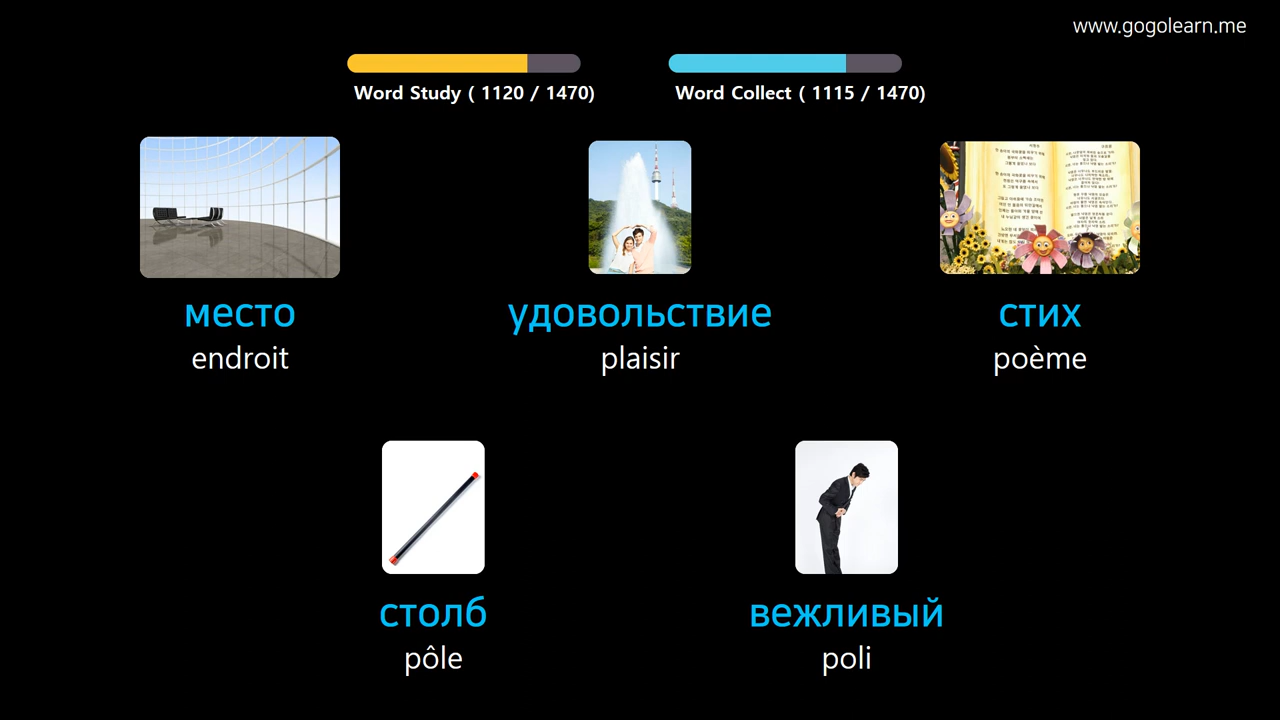 www.gogolearn.me
Word Study ( 1120 / 1470)
Word Collect ( 1115 / 1470)
место
endroit
удовольствие
plaisir
стих
poème
столб
pôle
вежливый
poli